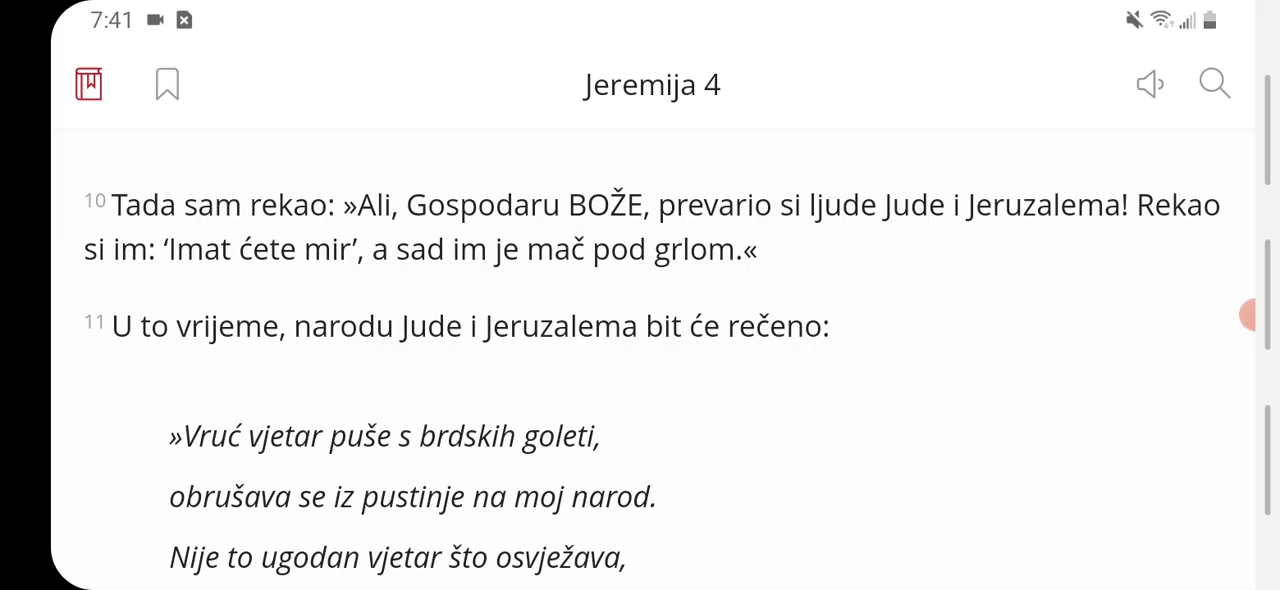 7:41
Jeremija 4
10 Tada sam rekao: »Ali, Gospodaru BOŽE, prevario si ljude Jude i Jeruzalema! Rekao
si im: ‘Imat ćete mir’, a sad im je mač pod grlom.«
11 U to vrijeme, narodu Jude i Jeruzalema bit će rečeno:
»Vruć vjetar puše s brdskih goleti,
obrušava se iz pustinje na moj narod.
Nije to ugodan vjetar što osvježava,